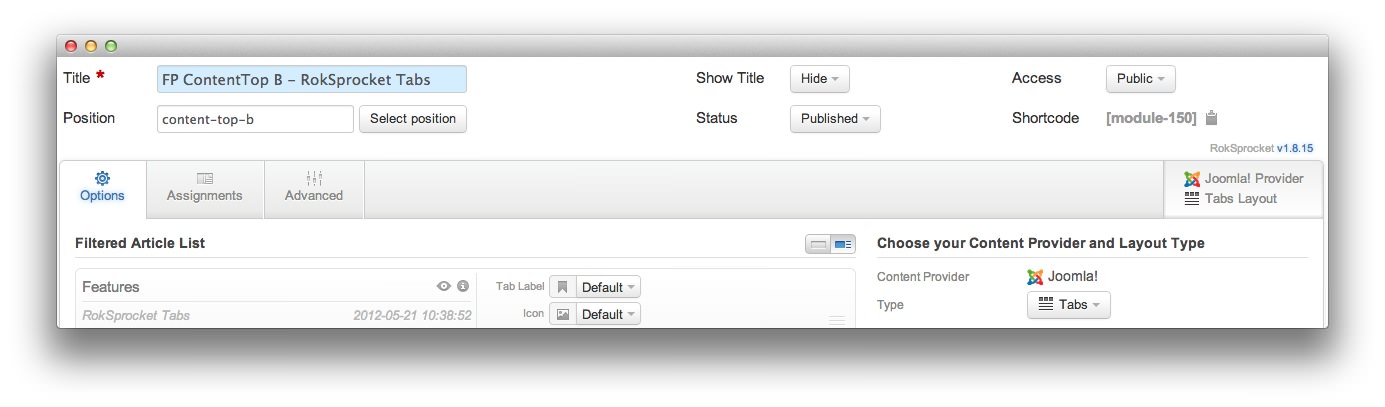 Title * FP ContentTop B – RokSprocket Tabs Show Title Hide Access Public
Position content-top-b Select position Status Published Shortcode [module-150]
RokSprocket v1.8.15
Options Assignments Advanced
Joomla! Provider
Tabs Layout
Filtered Article List
Features
RokSprocket Tabs 2012-05-21 10:38:52
Tab Label Default
Icon Default
Choose your Content Provider and Layout Type
Content Provider Joomla!
Type Tabs